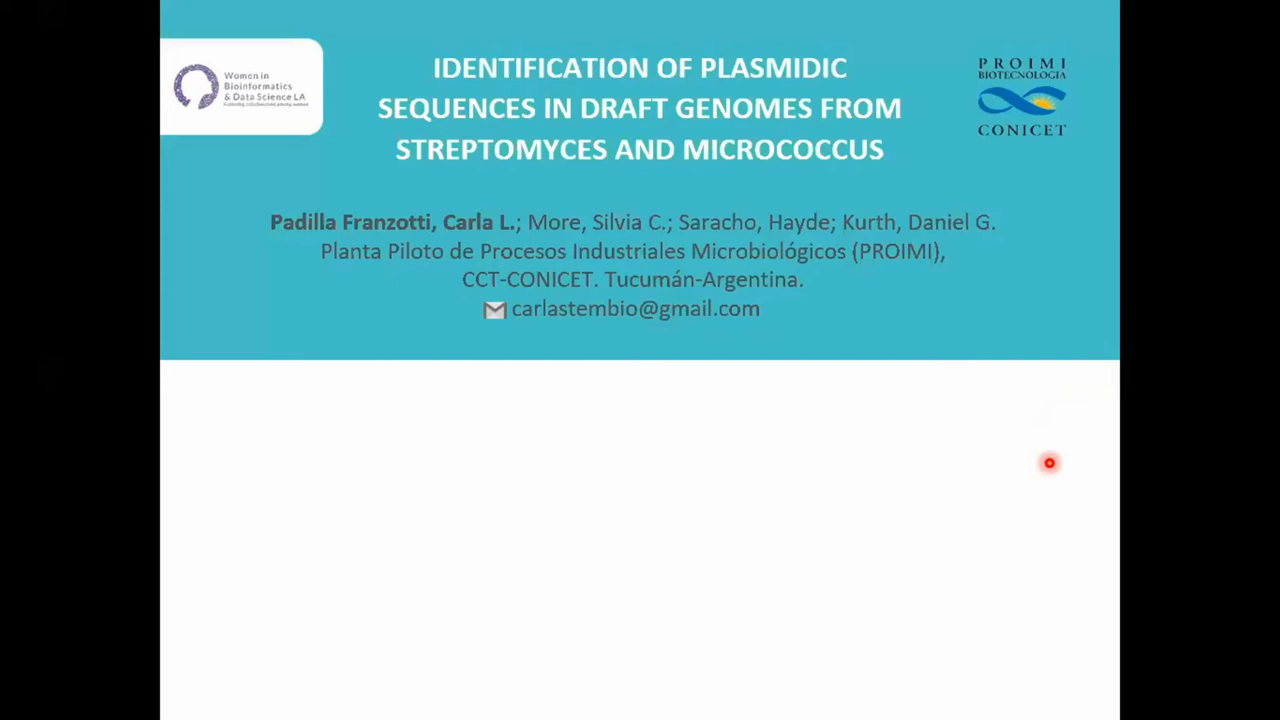 Women in
Bioinformatics
& Data Science LA
IDENTIFICATION OF PLASMIDIC
SEQUENCES IN DRAFT GENOMES FROM
STREPTOMYCES AND MICROCOCCUS
PROIMI
BIOTECNOLOGIA
CONICET
Padilla Franzotti, Carla L.; More, Silvia C.; Saracho, Hayde; Kurth, Daniel G.
Planta Piloto de Procesos Industriales Microbiológicos (PROIMI),
CCT-CONICET. Tucumán-Argentina.
carlastembio@gmail.com